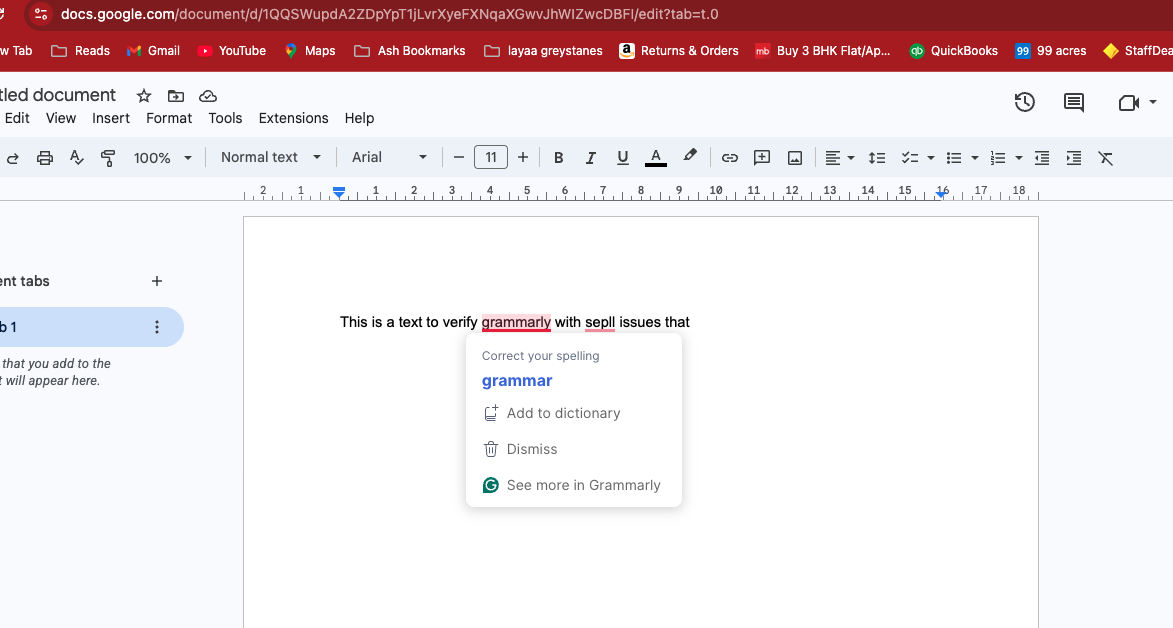 docs.google.com/document/d/1QQSWupdA2ZDpYpT1jLvrXyeFXNqaXGwvJhWIZwcDBFI/edit?tab=t.0
w Tab Reads Gmail YouTube Maps Ash Bookmarks layaa greystanes Returns & Orders Buy 3 BHK Flat/Ap... QuickBooks 99 acres StaffDea
tled document
Edit View Insert Format Tools Extensions Help
100% Normal text Arial 11 B I U A
2 1 1 2 3 4 5 6 7 8 9 10 11 12 13 14 15 16 17 18
ent tabs
b 1
that you add to the
t will appear here.
This is a text to verify grammarly with sepll issues that
Correct your spelling
grammar
Add to dictionary
Dismiss
See more in Grammarly